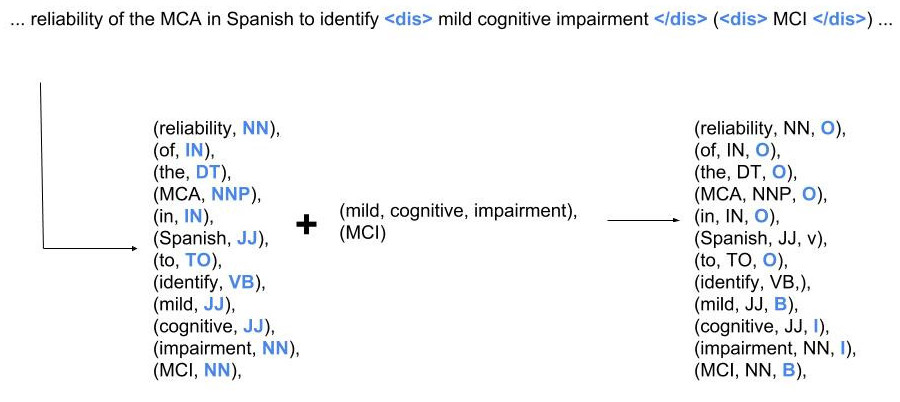 ... reliability of the MCA in Spanish to identify <dis> mild cognitive impairment </dis> (<dis> MCI </dis>) ...
(reliability, NN),
(of, IN),
(the, DT),
(MCA, NNP),
(in, IN),
(Spanish, JJ),
(to, TO),
(identify, VB),
(mild, JJ),
(cognitive, JJ),
(impairment, NN),
(MCI, NN),
+
(mild, cognitive, impairment),
(MCI)
(reliability, NN, O),
(of, IN, O),
(the, DT, O),
(MCA, NNP, O),
(in, IN, O),
(Spanish, JJ, v),
(to, TO, O),
(identify, VB,),
(mild, JJ, B),
(cognitive, JJ, I),
(impairment, NN, I),
(MCI, NN, B),